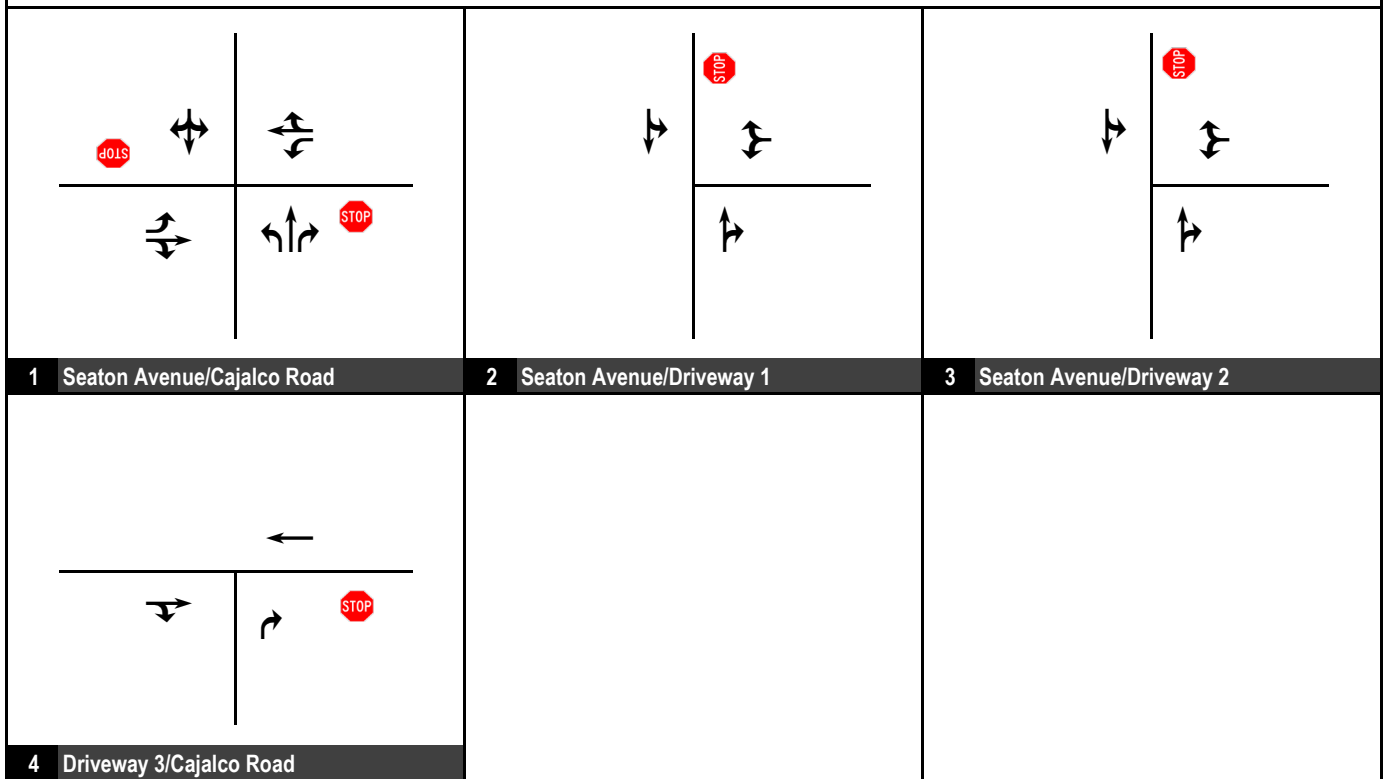 STOP
STOP
STOP
STOP
1 Seaton Avenue/Cajalco Road
2 Seaton Avenue/Driveway 1
3 Seaton Avenue/Driveway 2
STOP
4 Driveway 3/Cajalco Road